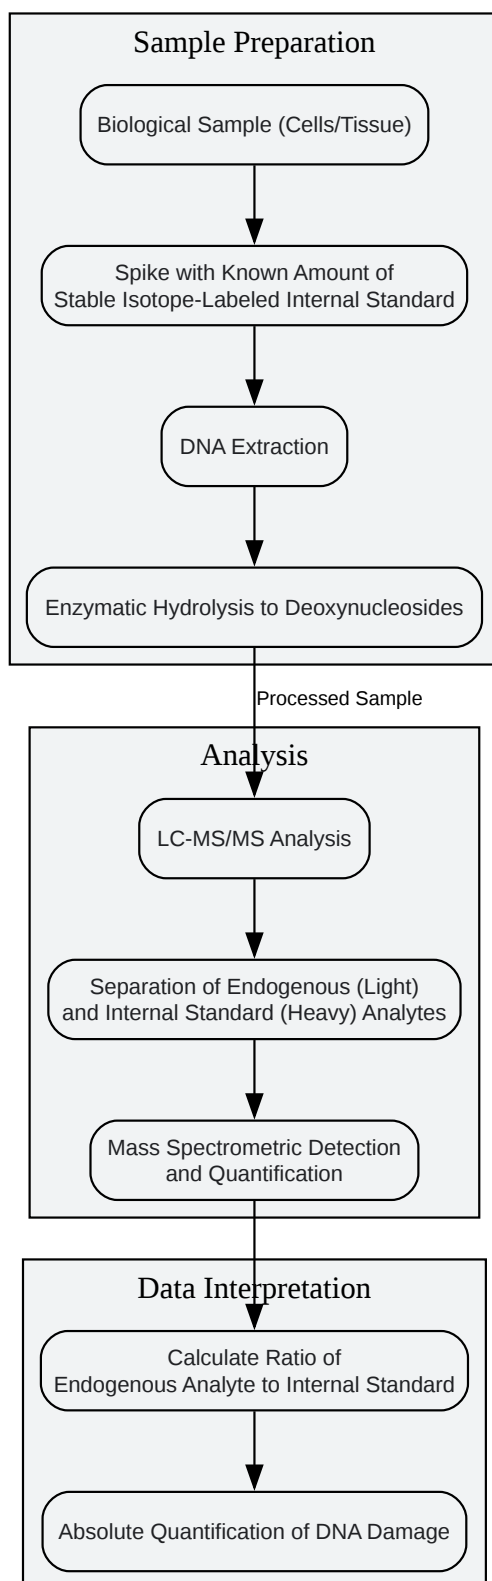 Sample Preparation
Biological Sample (Cells/Tissue)
Spike with Known Amount of
Stable Isotope-Labeled Internal Standard
DNA Extraction
Enzymatic Hydrolysis to Deoxynucleosides
Processed Sample
Analysis
LC-MS/MS Analysis
Separation of Endogenous (Light)
and Internal Standard (Heavy) Analytes
Mass Spectrometric Detection
and Quantification
Data Interpretation
Calculate Ratio of
Endogenous Analyte to Internal Standard
Absolute Quantification of DNA Damage